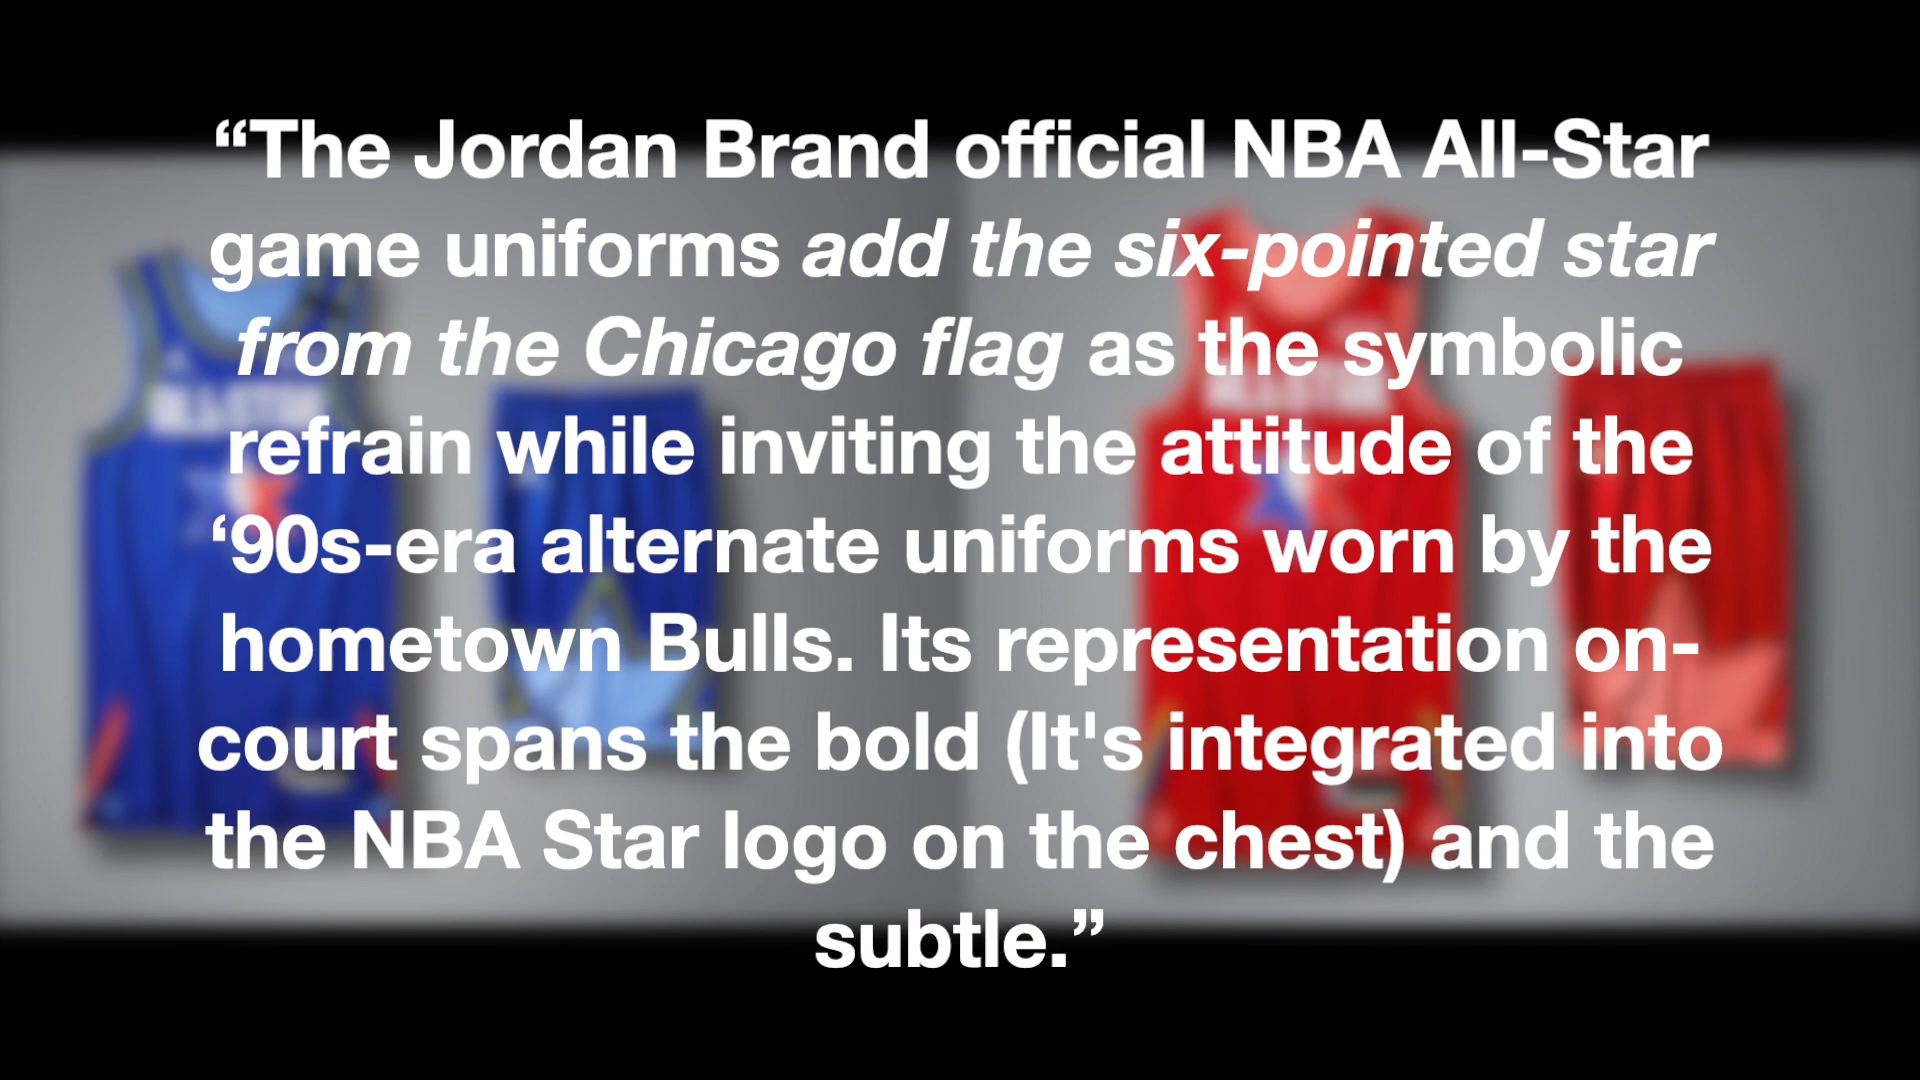 “The Jordan Brand official NBA All-Star
game uniforms add the six-pointed star
from the Chicago flag as the symbolic
refrain while inviting the attitude of the
‘90s-era alternate uniforms worn by the
hometown Bulls. Its representation on-
court spans the bold (It's integrated into
the NBA Star logo on the chest) and the
subtle.”